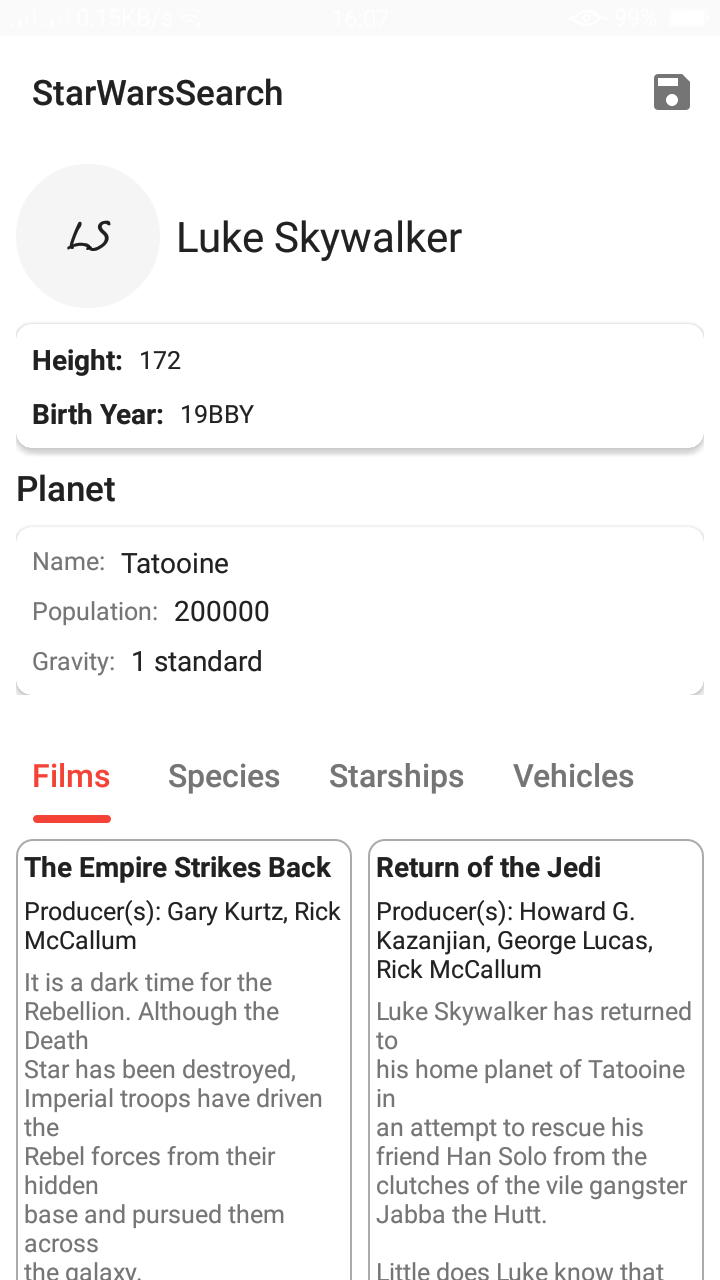 0.15KB/s
16:07
99%
StarWarsSearch
LS
Luke Skywalker
Height: 172
Birth Year: 19BBY
Planet
Name: Tatooine
Population: 200000
Gravity: 1 standard
Films Species Starships Vehicles
The Empire Strikes Back
Producer(s): Gary Kurtz, Rick
McCallum
It is a dark time for the
Rebellion. Although the
Death
Star has been destroyed,
Imperial troops have driven
the
Rebel forces from their
hidden
base and pursued them
across
the galaxy.
Return of the Jedi
Producer(s): Howard G.
Kazanjian, George Lucas,
Rick McCallum
Luke Skywalker has returned
to
his home planet of Tatooine
in
an attempt to rescue his
friend Han Solo from the
clutches of the vile gangster
Jabba the Hutt.
Little does Luke know that